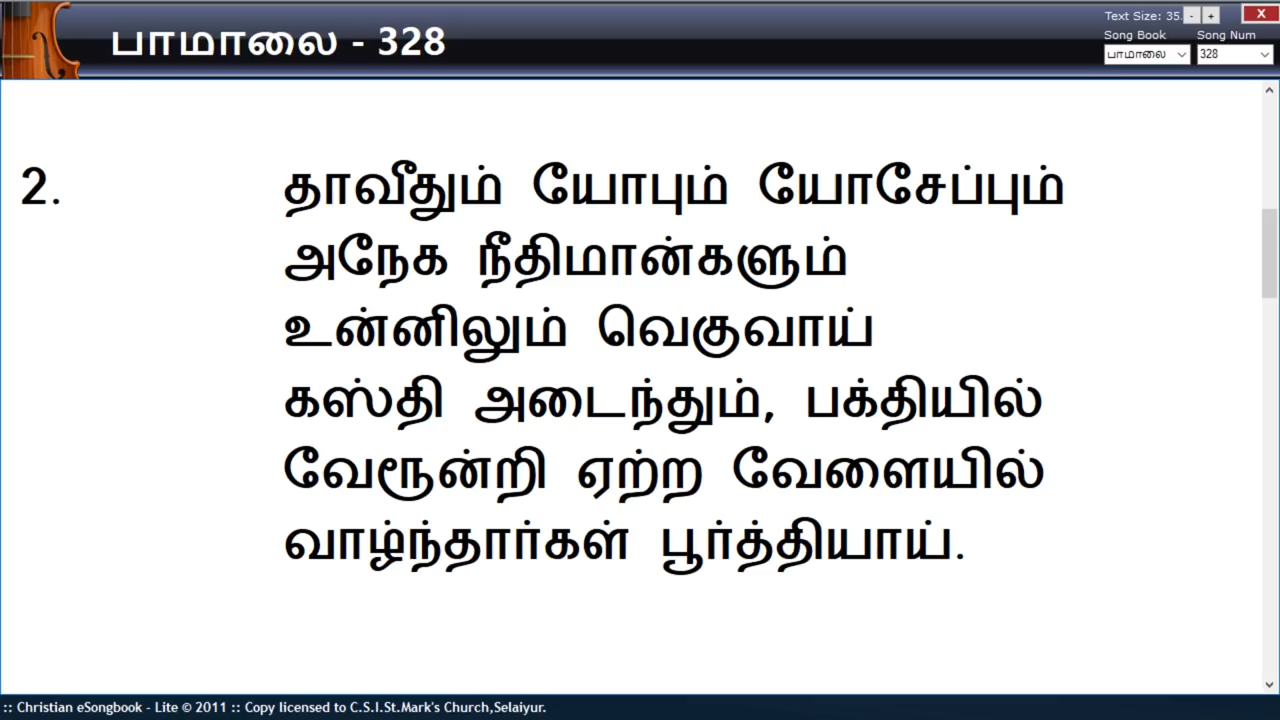 பாமாலை - 328
Text Size: 35. - + X
Song Book Song Num
பாமாலை 328
2. தாவீதும் யோபும் யோசேப்பும்
அநேக நீதிமான்களும்
உன்னிலும் வெகுவாய்
கஸ்தி அடைந்தும், பக்தியில்
வேரூன்றி ஏற்ற வேளையில்
வாழ்ந்தார்கள் பூர்த்தியாய்.
:: Christian eSongbook - Lite © 2011 :: Copy licensed to C.S.I.St.Mark's Church,Selaiyur.